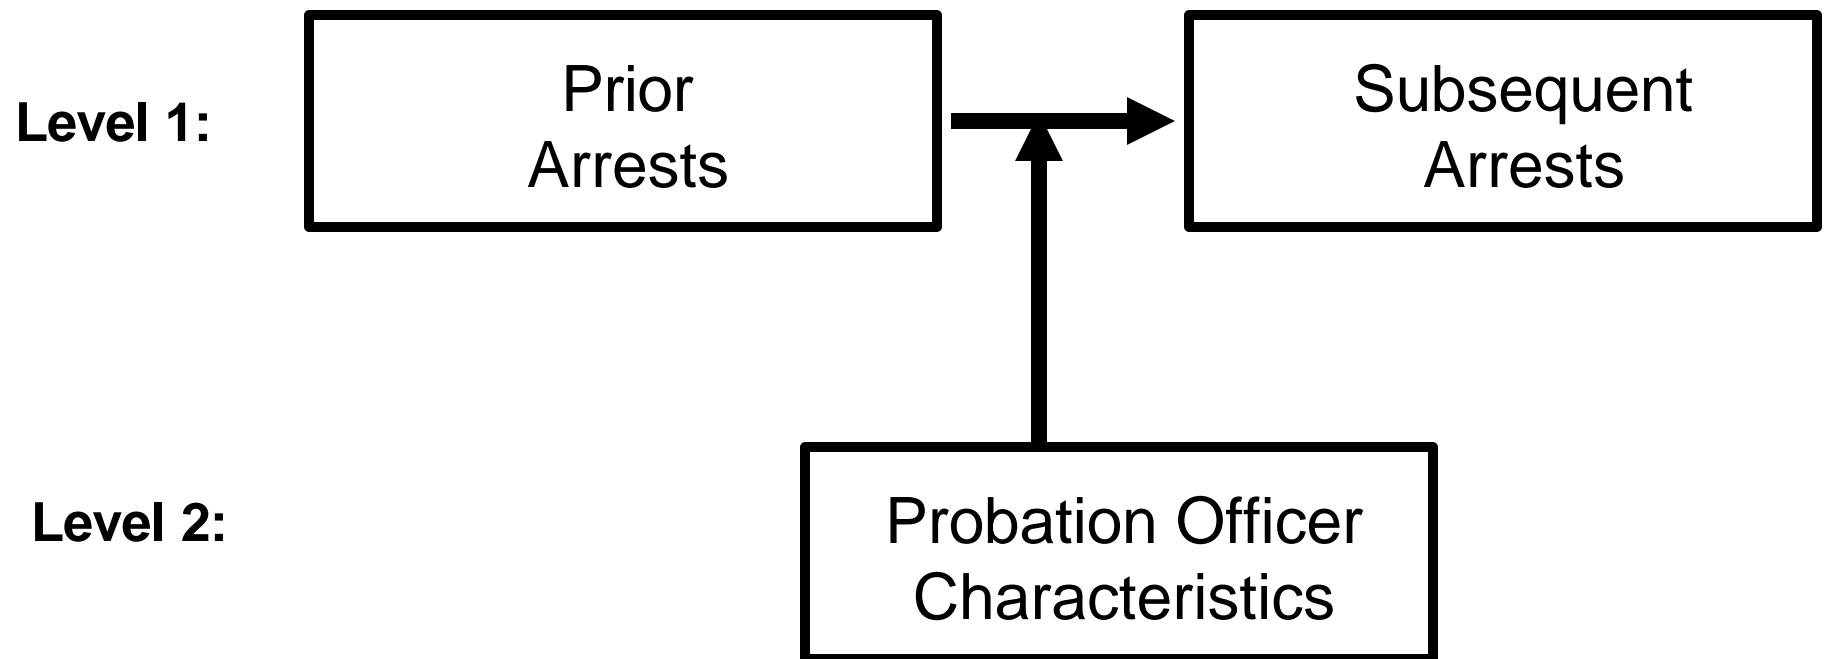 Level 1:
Prior
Arrests
Subsequent
Arrests
Level 2:
Probation Officer
Characteristics